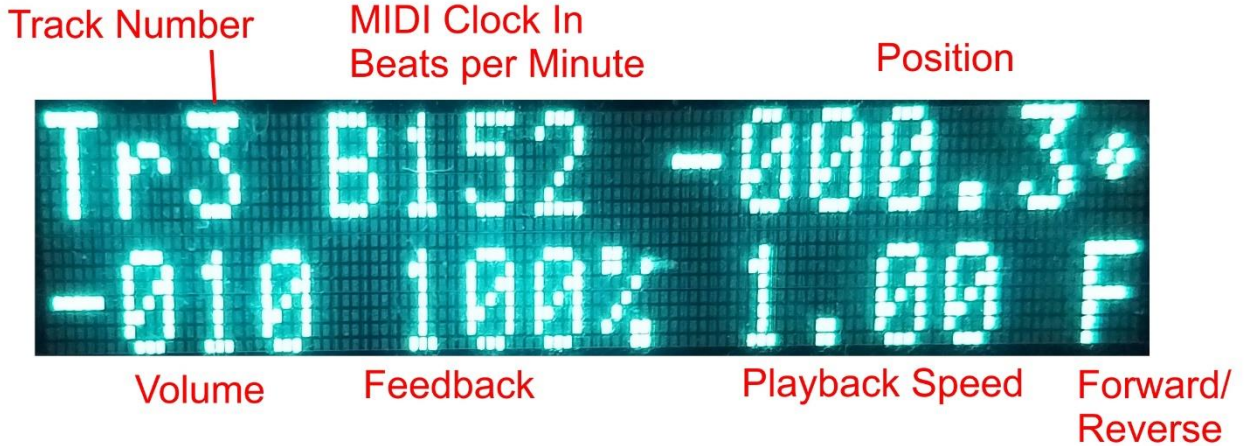 Track Number
MIDI Clock In
Beats per Minute
Position
Tr3 B152 -000.3
-010 100% 1.00 F
Volume
Feedback
Playback Speed
Forward/
Reverse